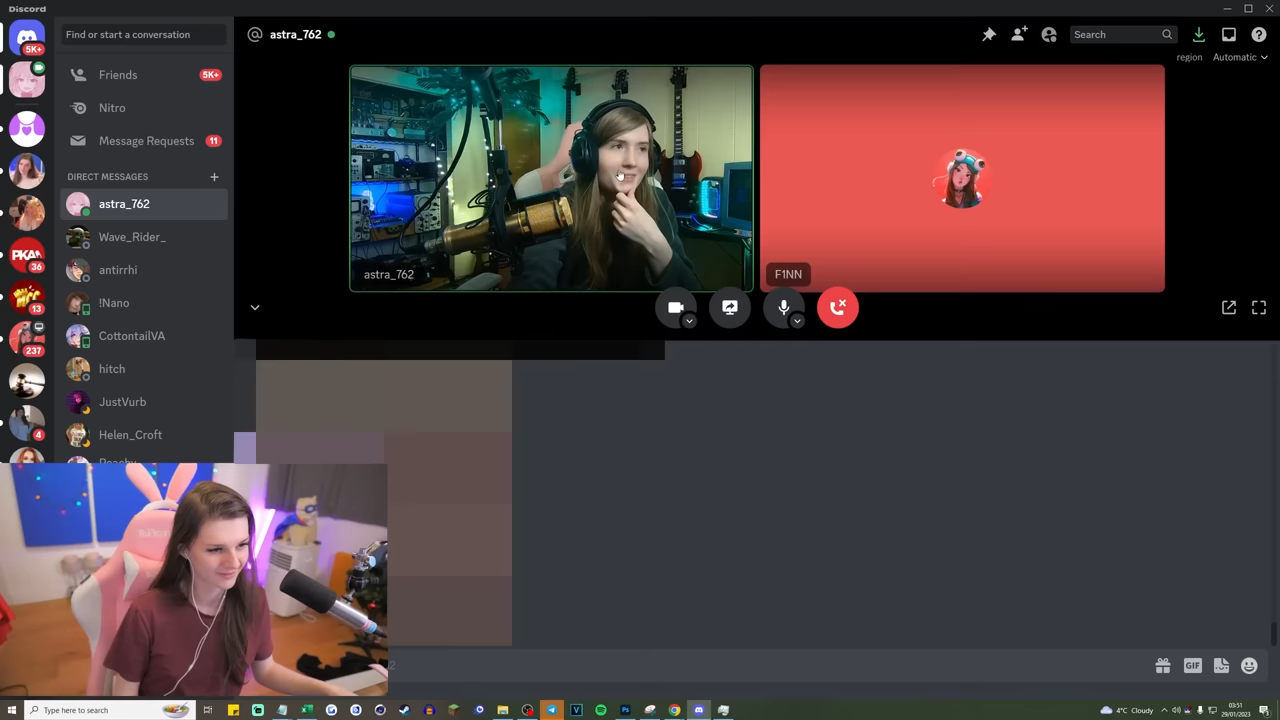 Discord
5K+
PKA
36
13
237
4
Find or start a conversation
Friends
5K+
Nitro
Message Requests
11
DIRECT MESSAGES
astra_762
Wave_Rider_
antirrhi
!Nano
CottontailVA
hitch
JustVurb
Helen_Croft
astra_762
Search
region
Automatic
astra_762
F1NN
GIF
Type here to search
4°C Cloudy
03:51
29/01/2023